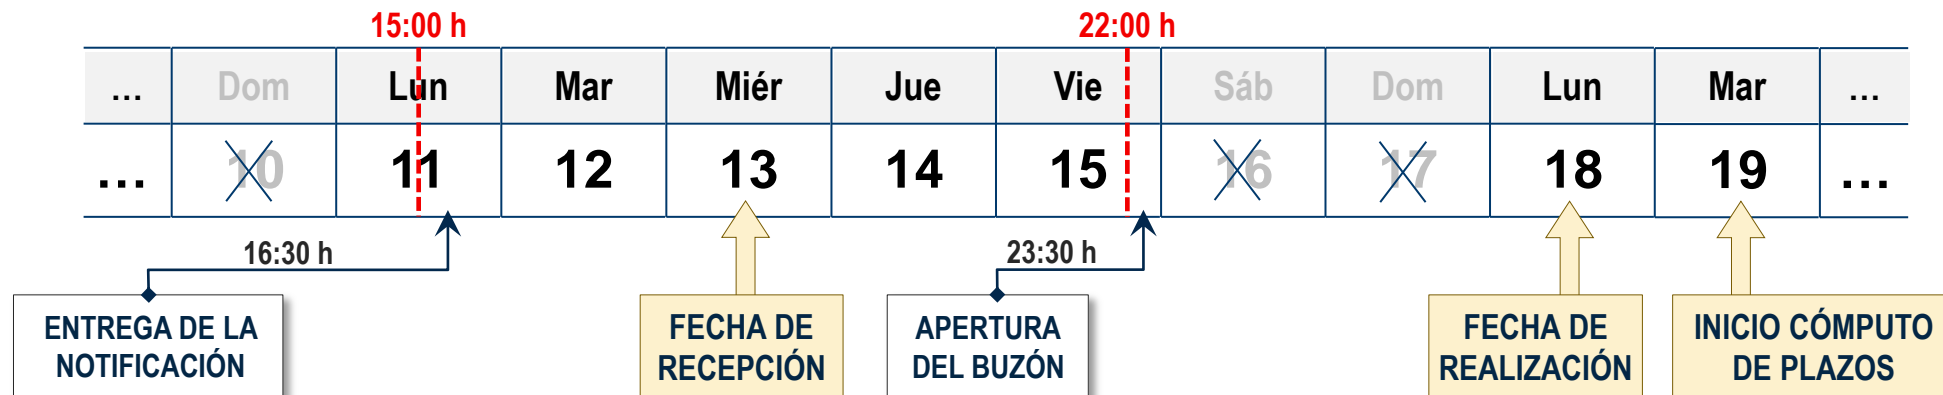 15:00 h 22:00 h
... Dom Lun Mar Miér Jue Vie Sáb Dom Lun Mar ...
... 10 11 12 13 14 15 16 17 18 19 ...
16:30 h 23:30 h
ENTREGA DE LA
NOTIFICACIÓN
FECHA DE
RECEPCIÓN
APERTURA
DEL BUZÓN
FECHA DE
REALIZACIÓN
INICIO CÓMPUTO
DE PLAZOS